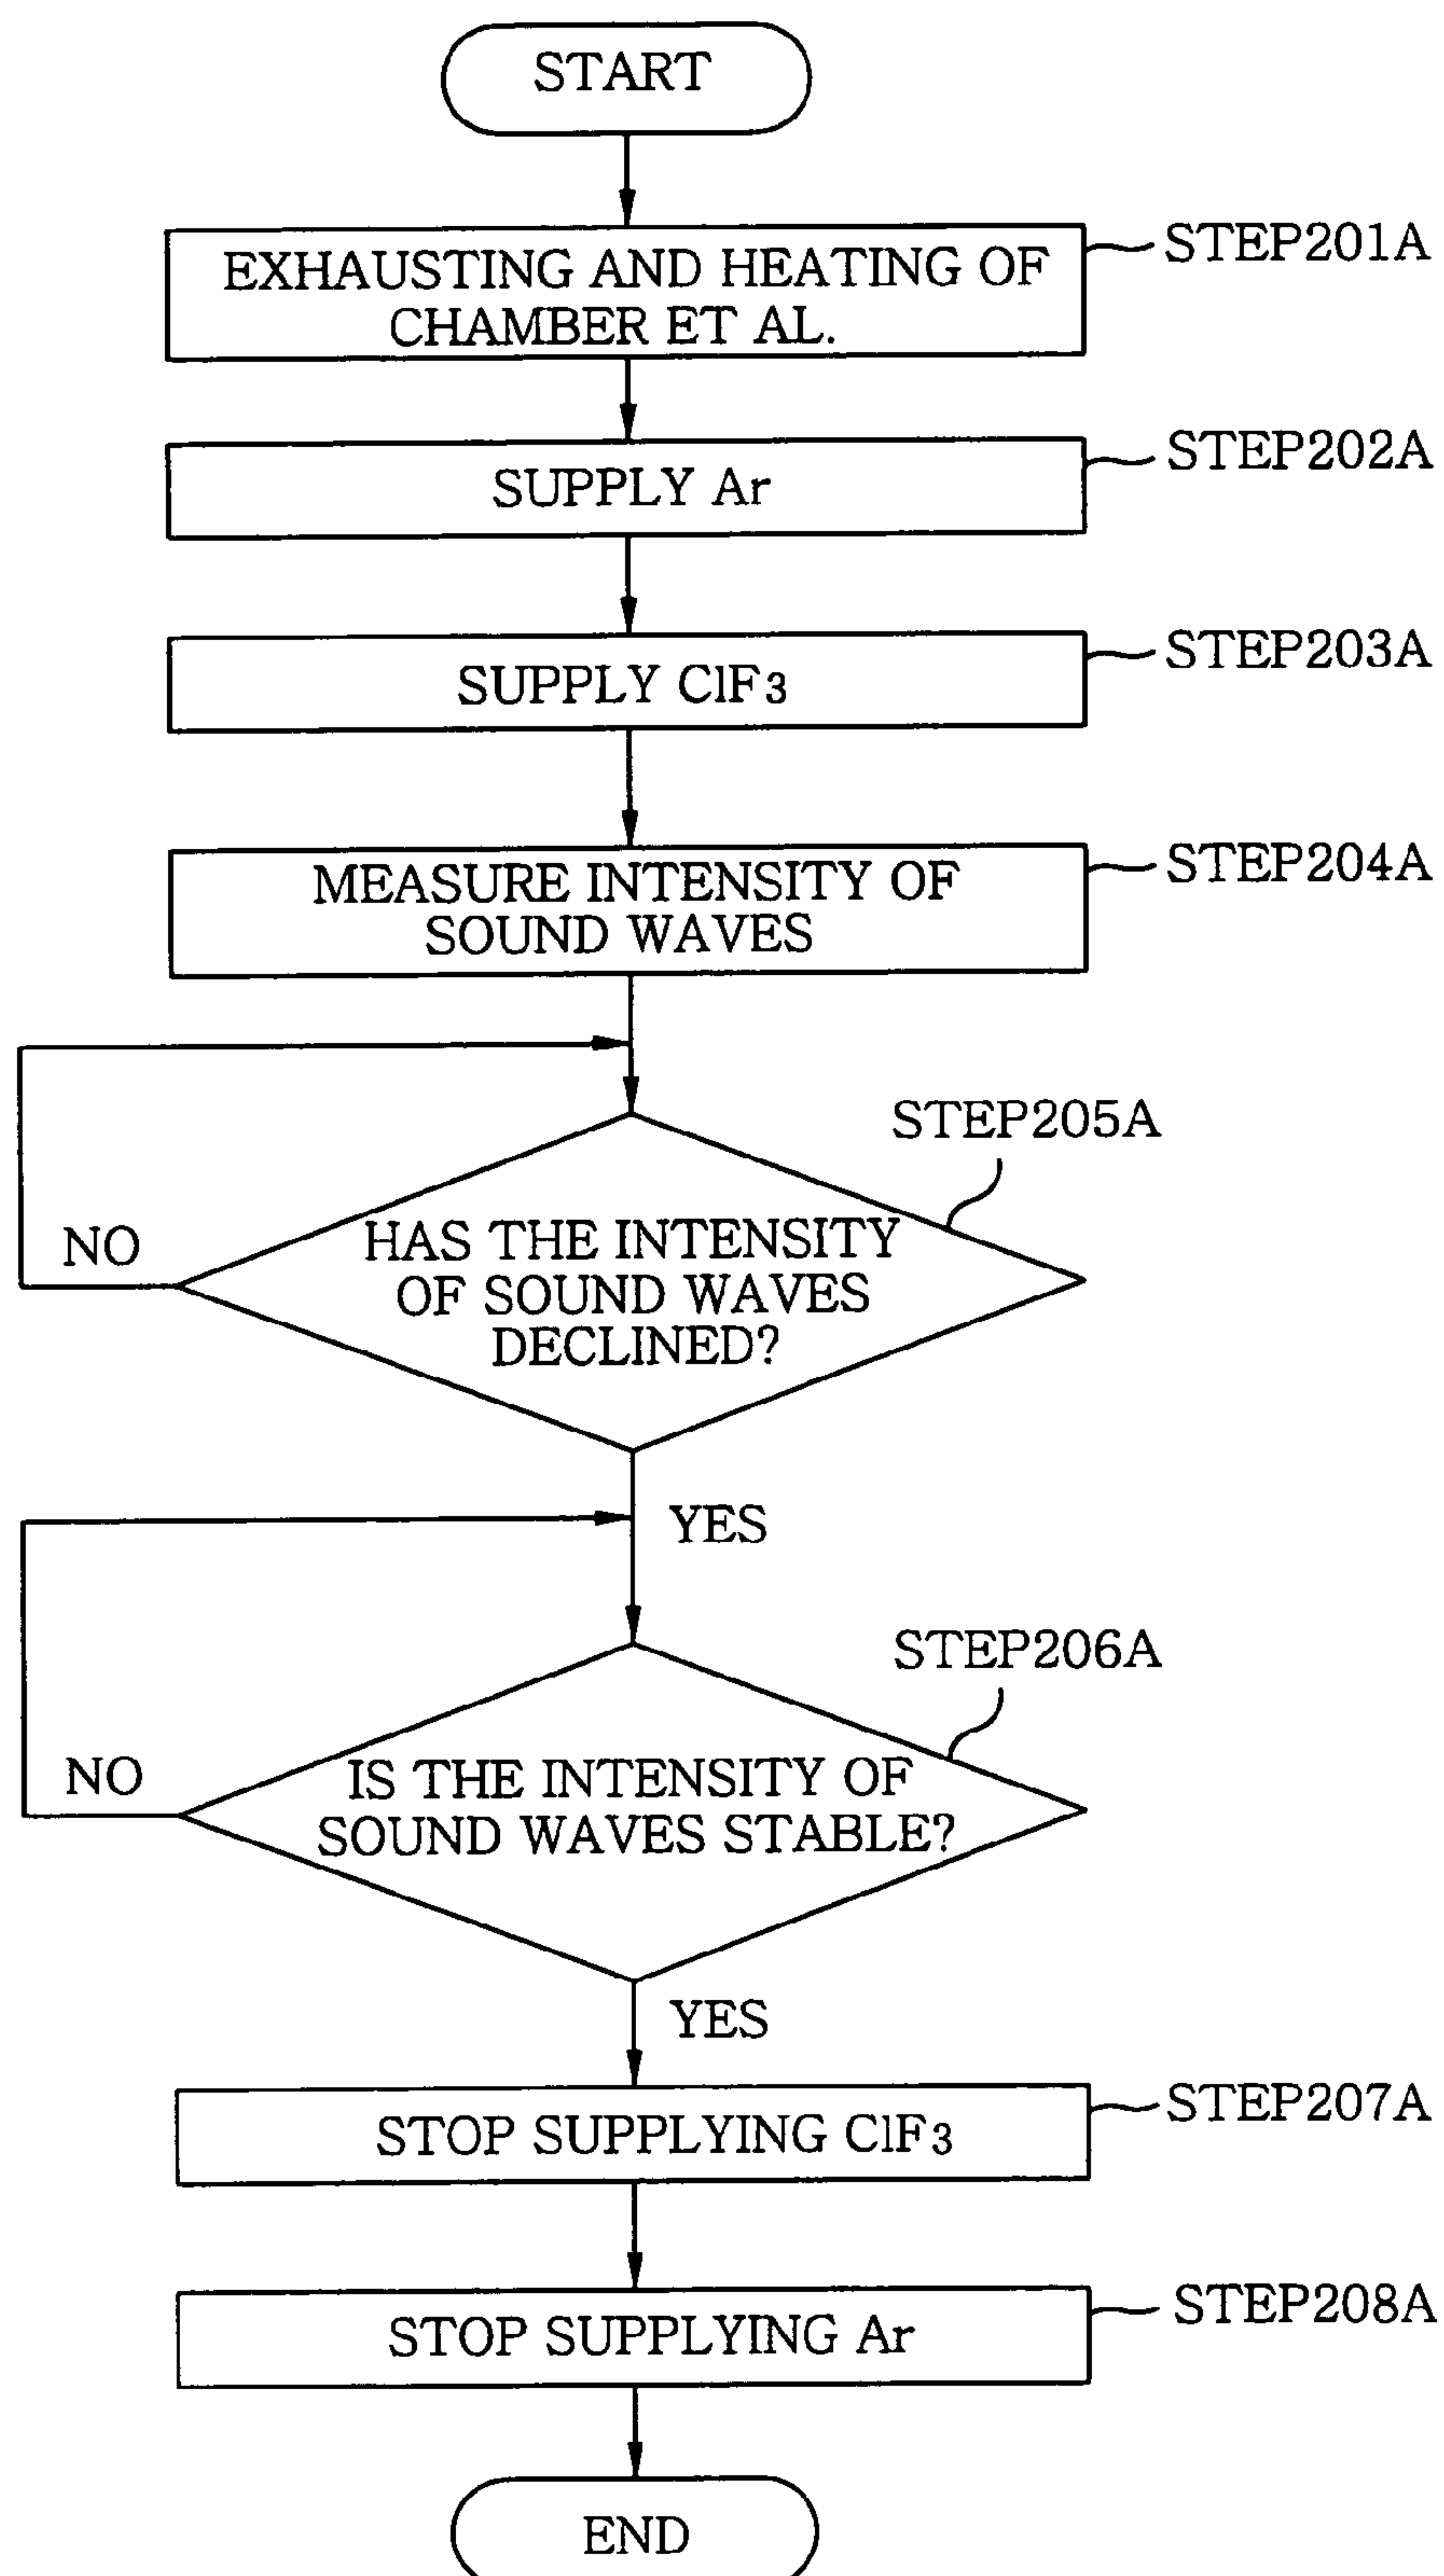 START
EXHAUSTING AND HEATING OF
CHAMBER ET AL.
STEP201A
SUPPLY Ar
STEP202A
SUPPLY ClF3
STEP203A
MEASURE INTENSITY OF
SOUND WAVES
STEP204A
STEP205A
HAS THE INTENSITY
OF SOUND WAVES
DECLINED?
NO
YES
STEP206A
IS THE INTENSITY OF
SOUND WAVES STABLE?
NO
YES
STOP SUPPLYING ClF3
STEP207A
STOP SUPPLYING Ar
STEP208A
END